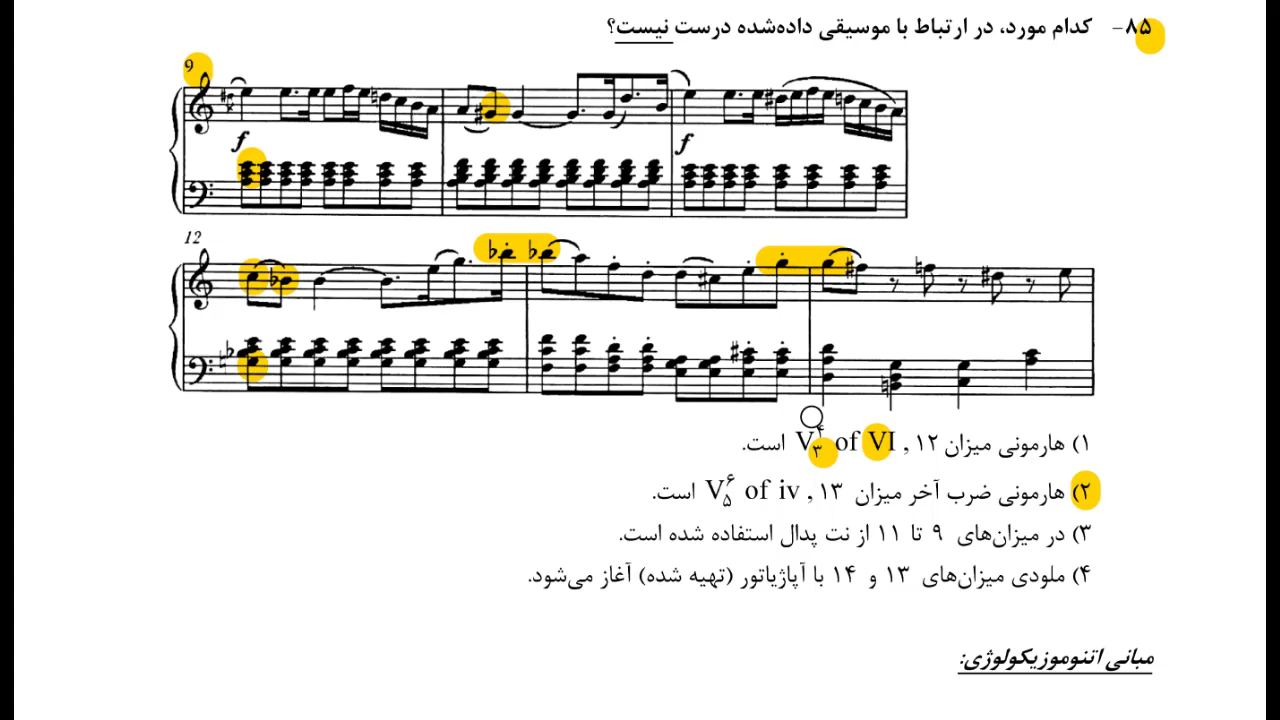 ۸۵- کدام مورد، در ارتباط با موسیقی داده‌شده درست نیست؟
9
f
f
12
۱) هارمونی میزان ۱۲, V۴۳ of VI است.
۲) هارمونی ضرب آخر میزان ۱۳, V۶۵ of iv است.
۳) در میزان‌های ۹ تا ۱۱ از نت پدال استفاده شده است.
۴) ملودی میزان‌های ۱۳ و ۱۴ با آپاژیاتور (تهیه شده) آغاز می‌شود.
مبانی اتنوموزیکولوژی: